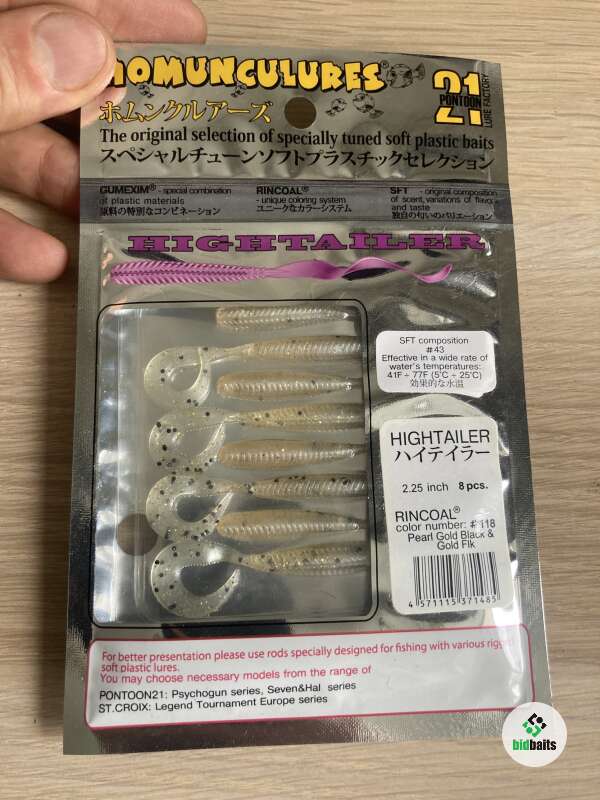 HOMUNCULURES®
ホムンクルアーズ
21
PONTOON
LURE FACTORY
The original selection of specially tuned soft plastic baits
スペシャルチューンソフトプラスチックセレクション
GUMEXIM® - special combination
of plastic materials
原料の特別なコンビネーション
RINCOAL®
- unique coloring system
ユニークなカラーシステム
SFT - original composition
of scent, variations of flavor
and taste
独自の匂いのバリエーション
HIGHTAILER
SFT composition
#43
Effective in a wide rate of
water's temperatures:
41F ÷ 77F (5°C ÷ 25°C)
効果的な水温
HIGHTAILER
ハイテイラー
2.25 inch 8 pcs.
RINCOAL®
color number: #118
Pearl Gold Black &
Gold Flk
4 571115 371485
For better presentation please use rods specially designed for fishing with various rigged
soft plastic lures.
You may choose necessary models from the range of
PONTOON21: Psychogun series, Seven&Hal series
ST.CROIX: Legend Tournament Europe series
bidbaits